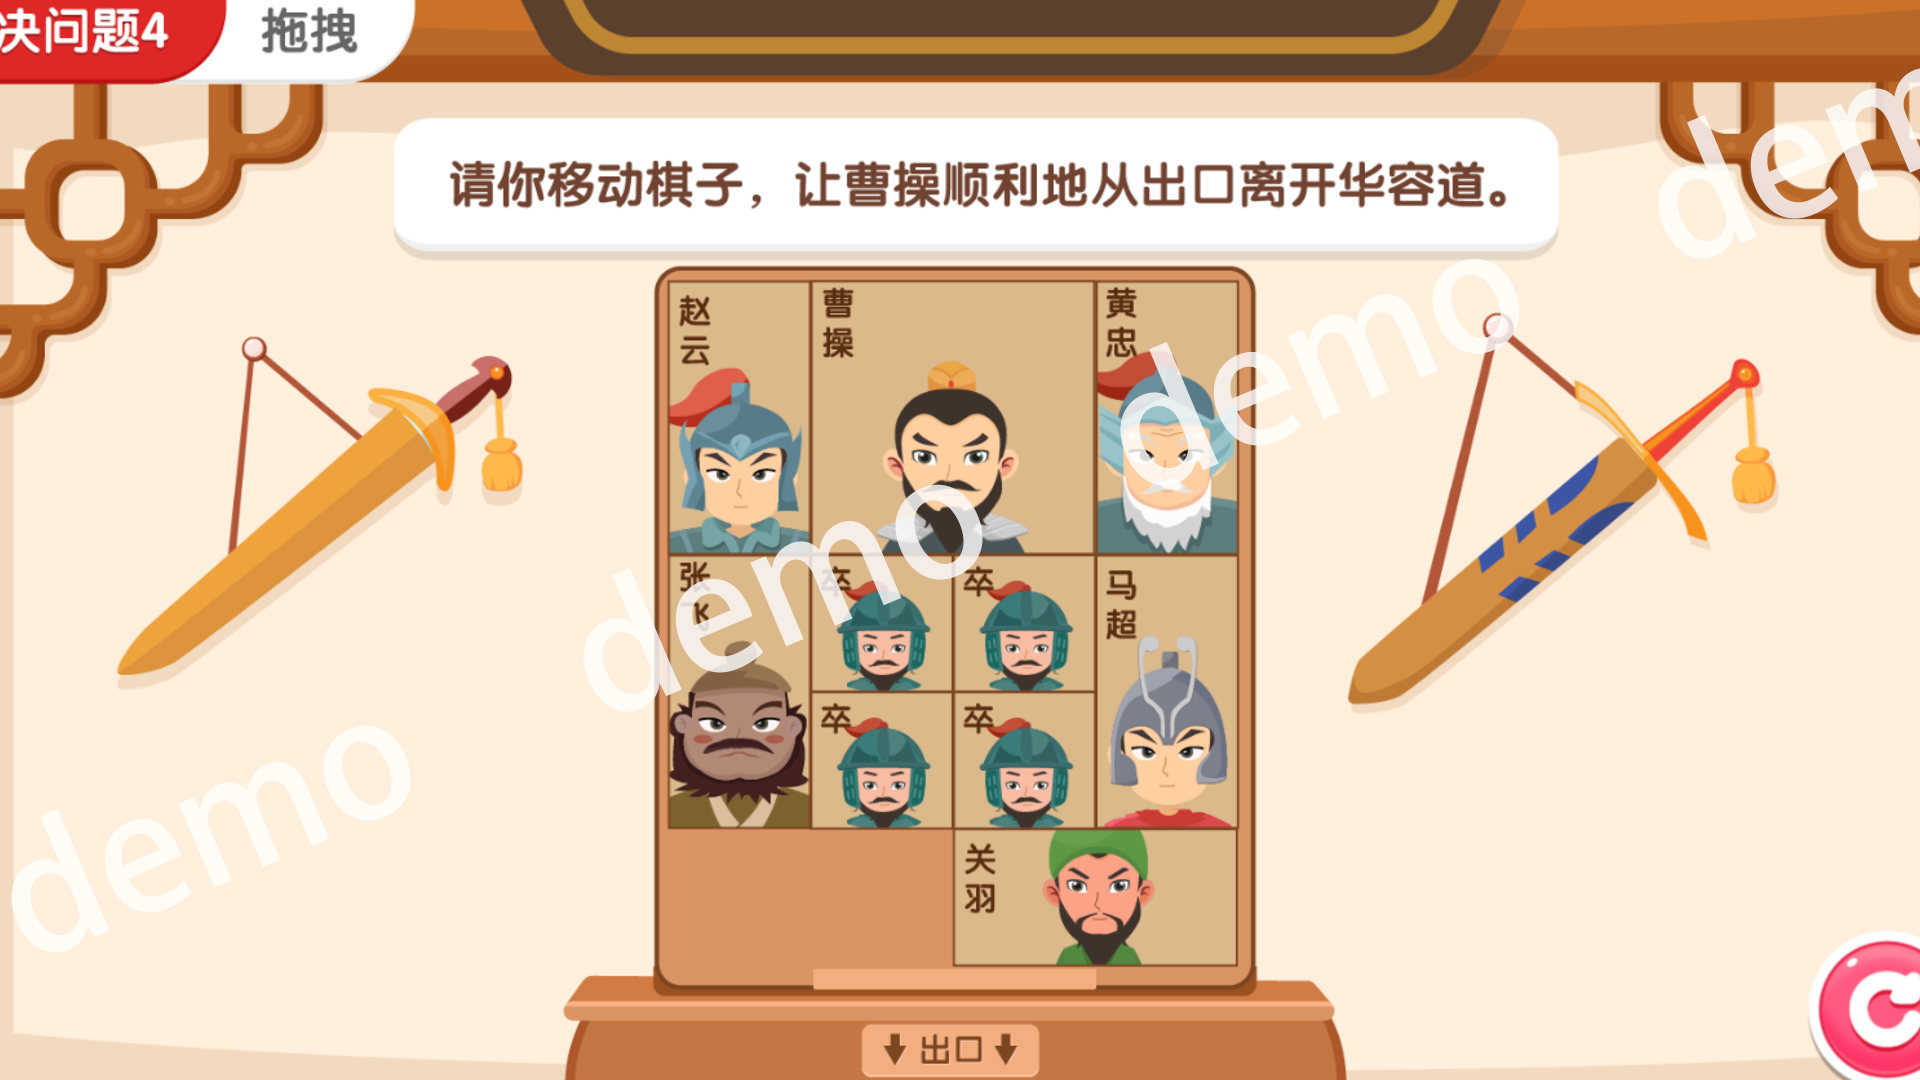 决问题4
拖拽
请你移动棋子，让曹操顺利地从出口离开华容道。
赵云
曹操
黄忠
张飞
卒
卒
马超
卒
卒
关羽
出口
demo
demo
demo
demo